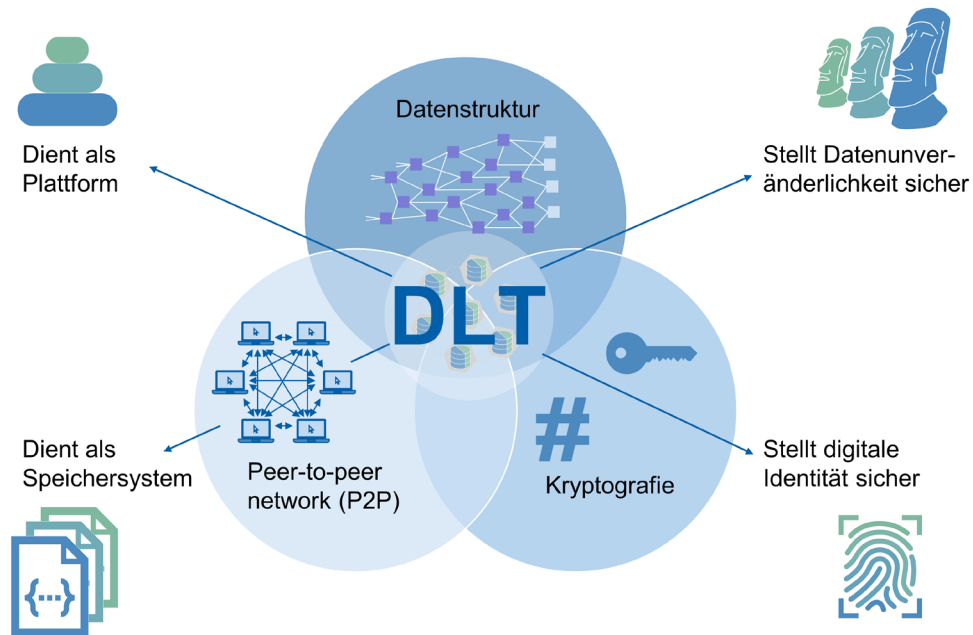 Datenstruktur
Dient als
Plattform
Stellt Datenunver-
änderlichkeit sicher
DLT
#
Dient als
Speichersystem
Peer-to-peer
network (P2P)
Kryptografie
Stellt digitale
Identität sicher
{...}